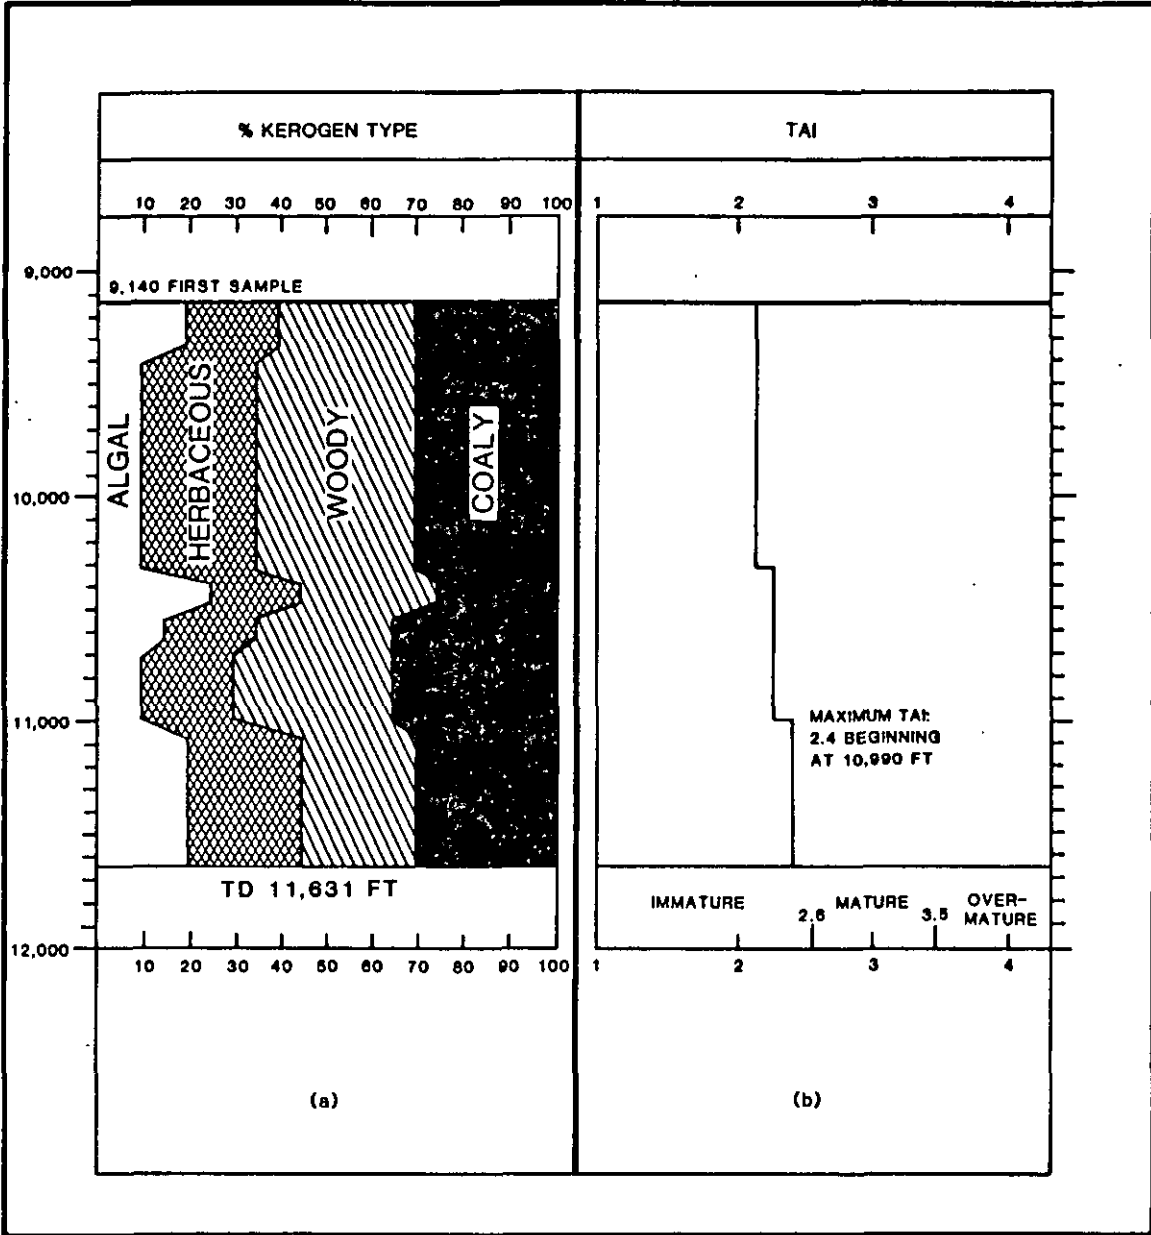 % KEROGEN TYPE
TAI
10 20 30 40 50 60 70 80 90 100
1 2 3 4
9,000
9,140 FIRST SAMPLE
ALGAL
HERBACEOUS
WOODY
COALY
10,000
11,000
MAXIMUM TAI:
2.4 BEGINNING
AT 10,990 FT
TD 11,631 FT
IMMATURE 2.6 MATURE 3.5 OVER-
MATURE
12,000
10 20 30 40 50 60 70 80 90 100
1 2 3 4
(a)
(b)